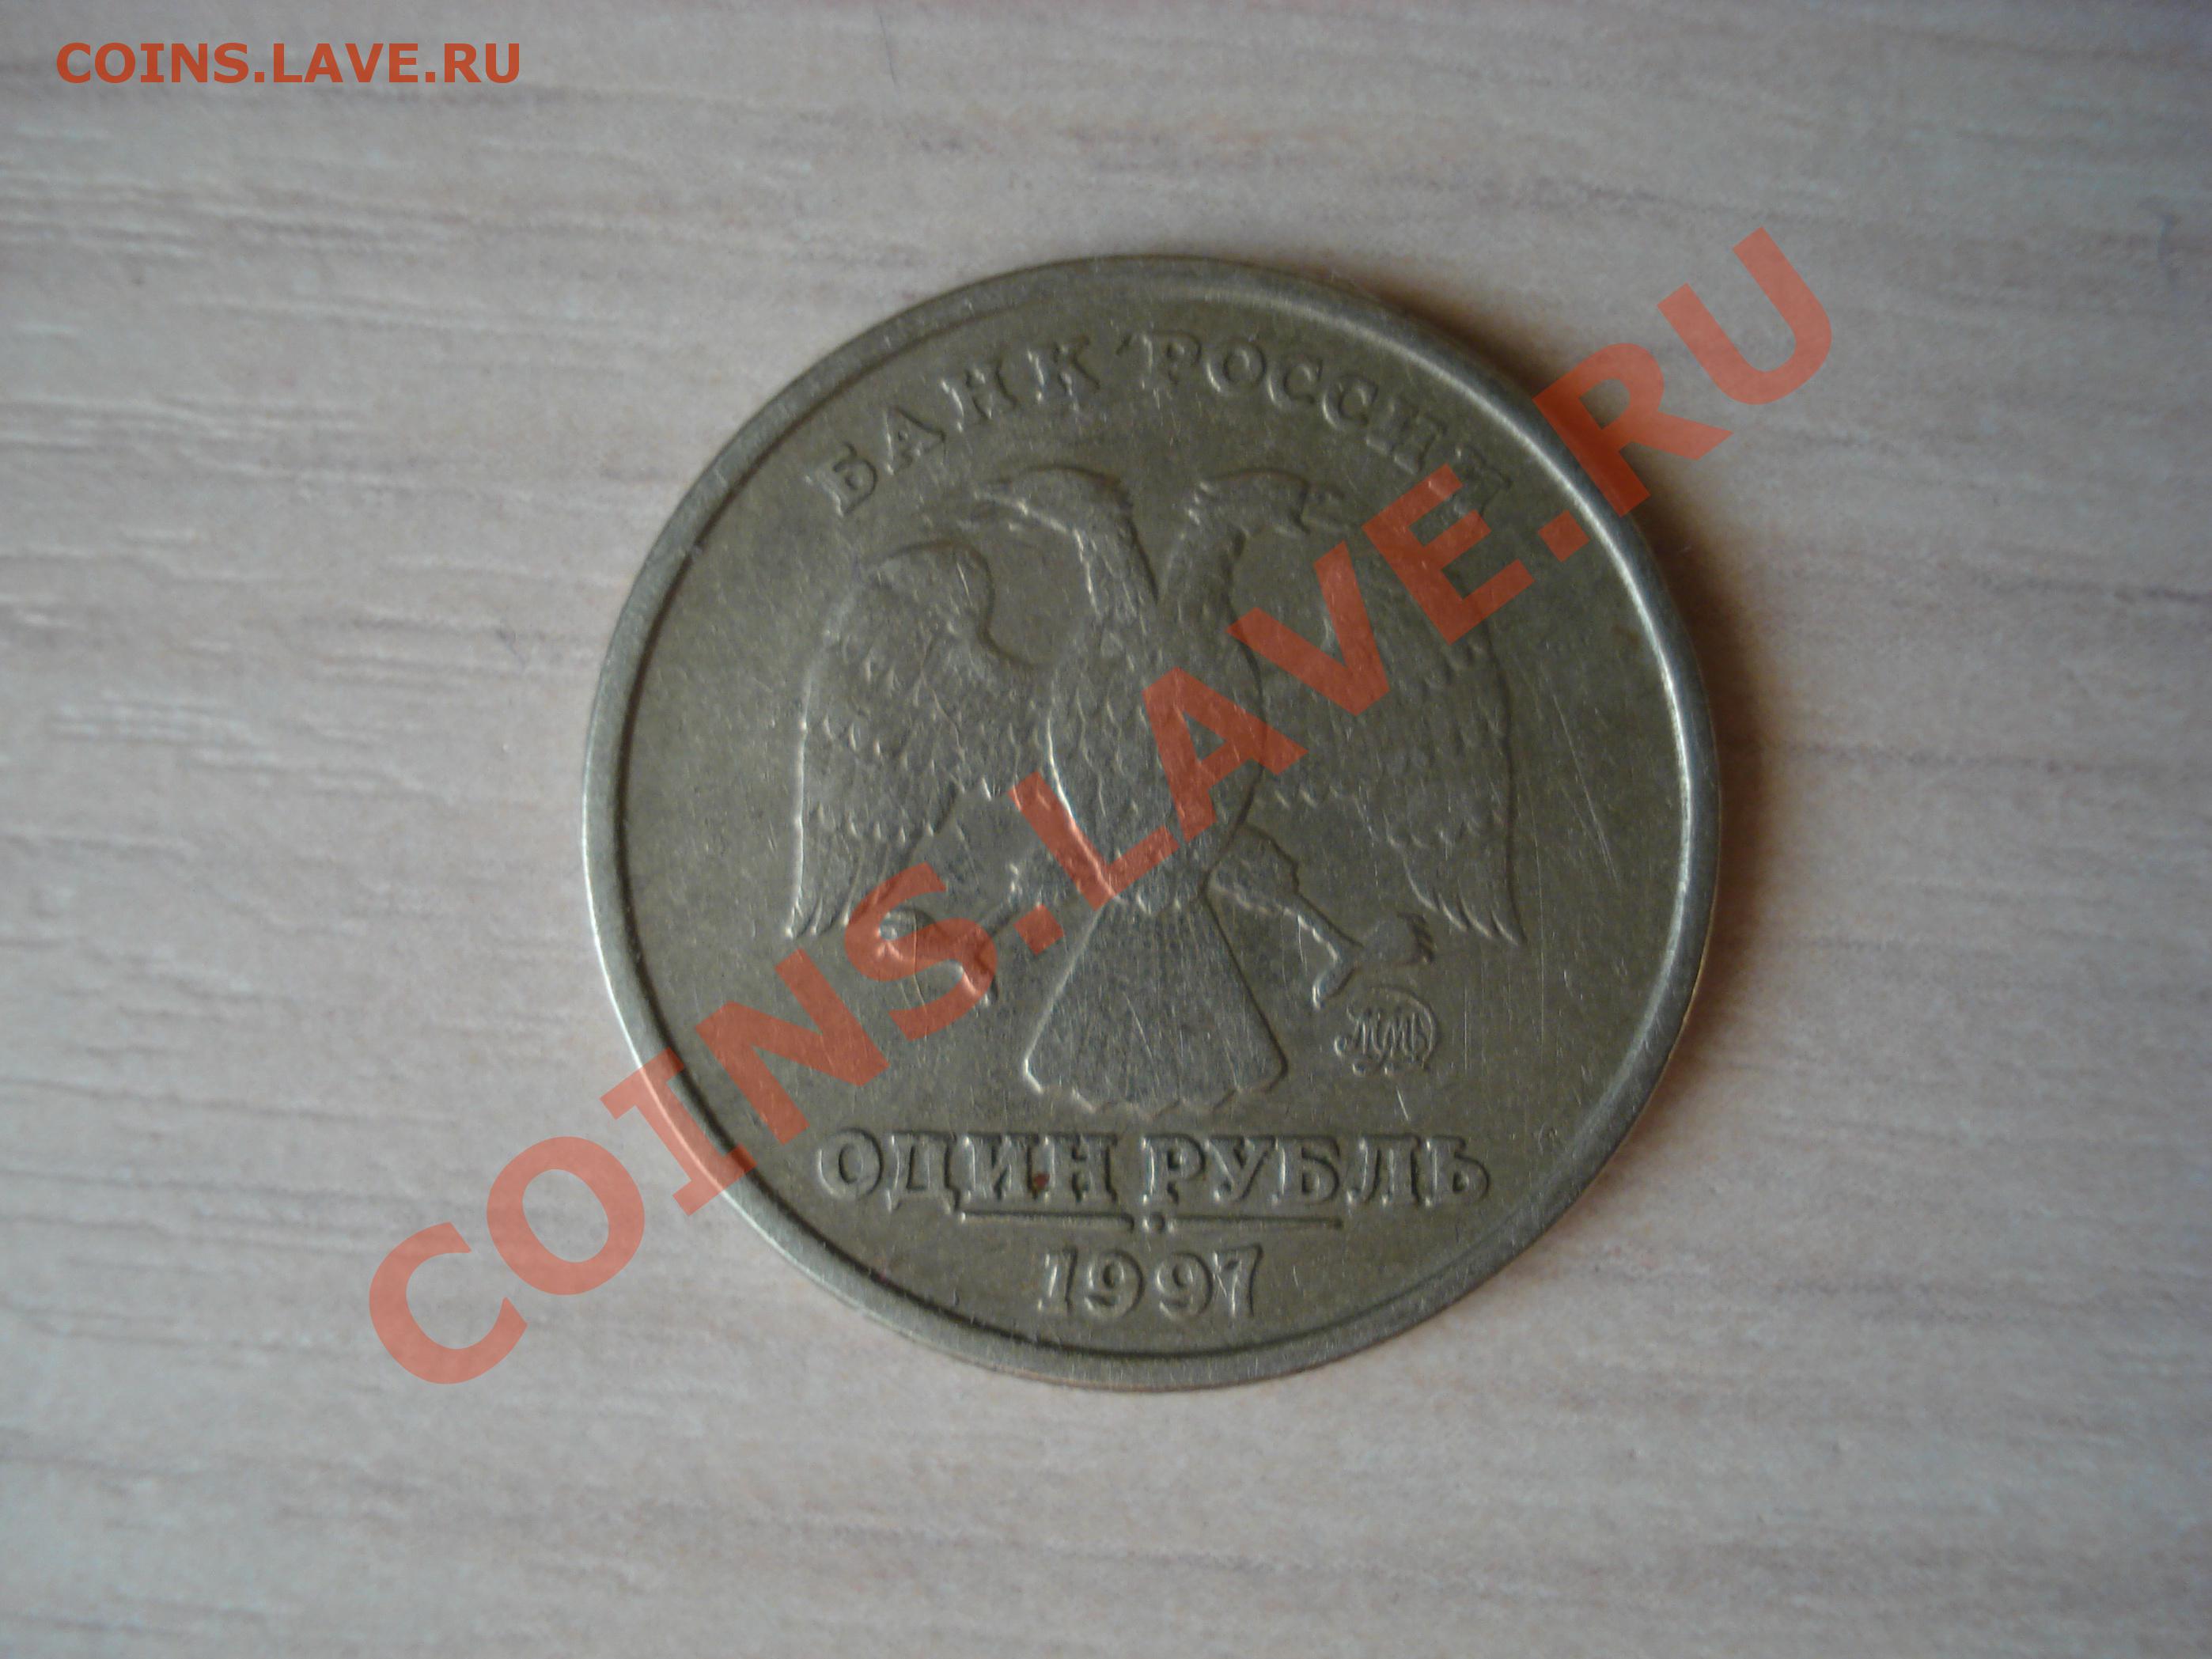 COINS.LAVE.RU
БАНК РОССИИ
COINS.LAVE.RU
ММД
ОДИН РУБЛЬ
1997